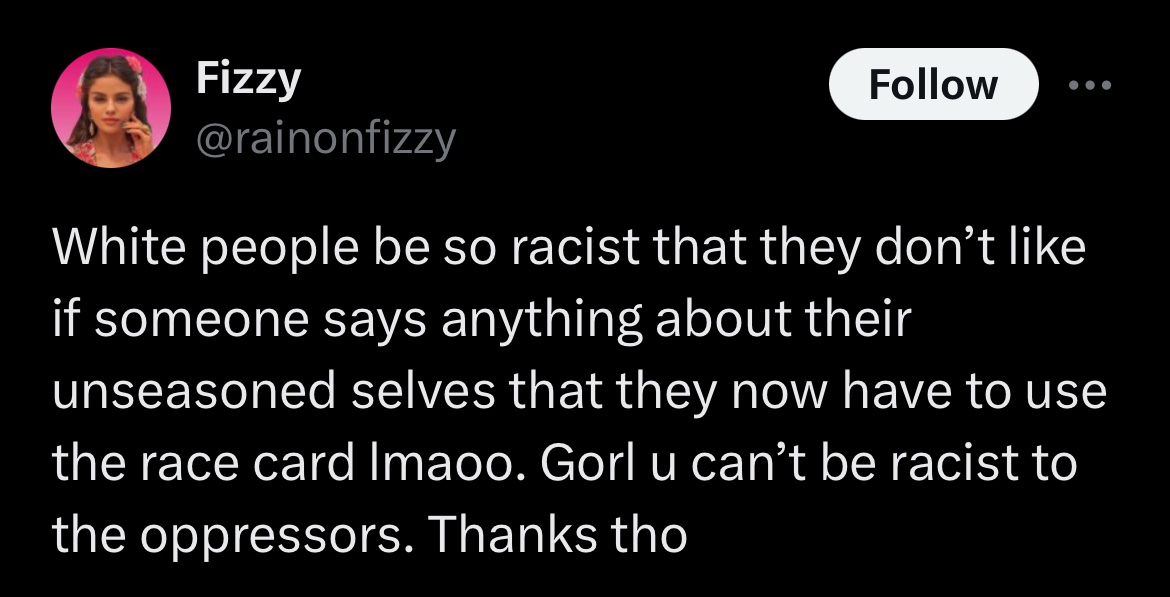 Fizzy
@rainonfizzy
Follow
White people be so racist that they don’t like
if someone says anything about their
unseasoned selves that they now have to use
the race card lmaoo. Gorl u can’t be racist to
the oppressors. Thanks tho